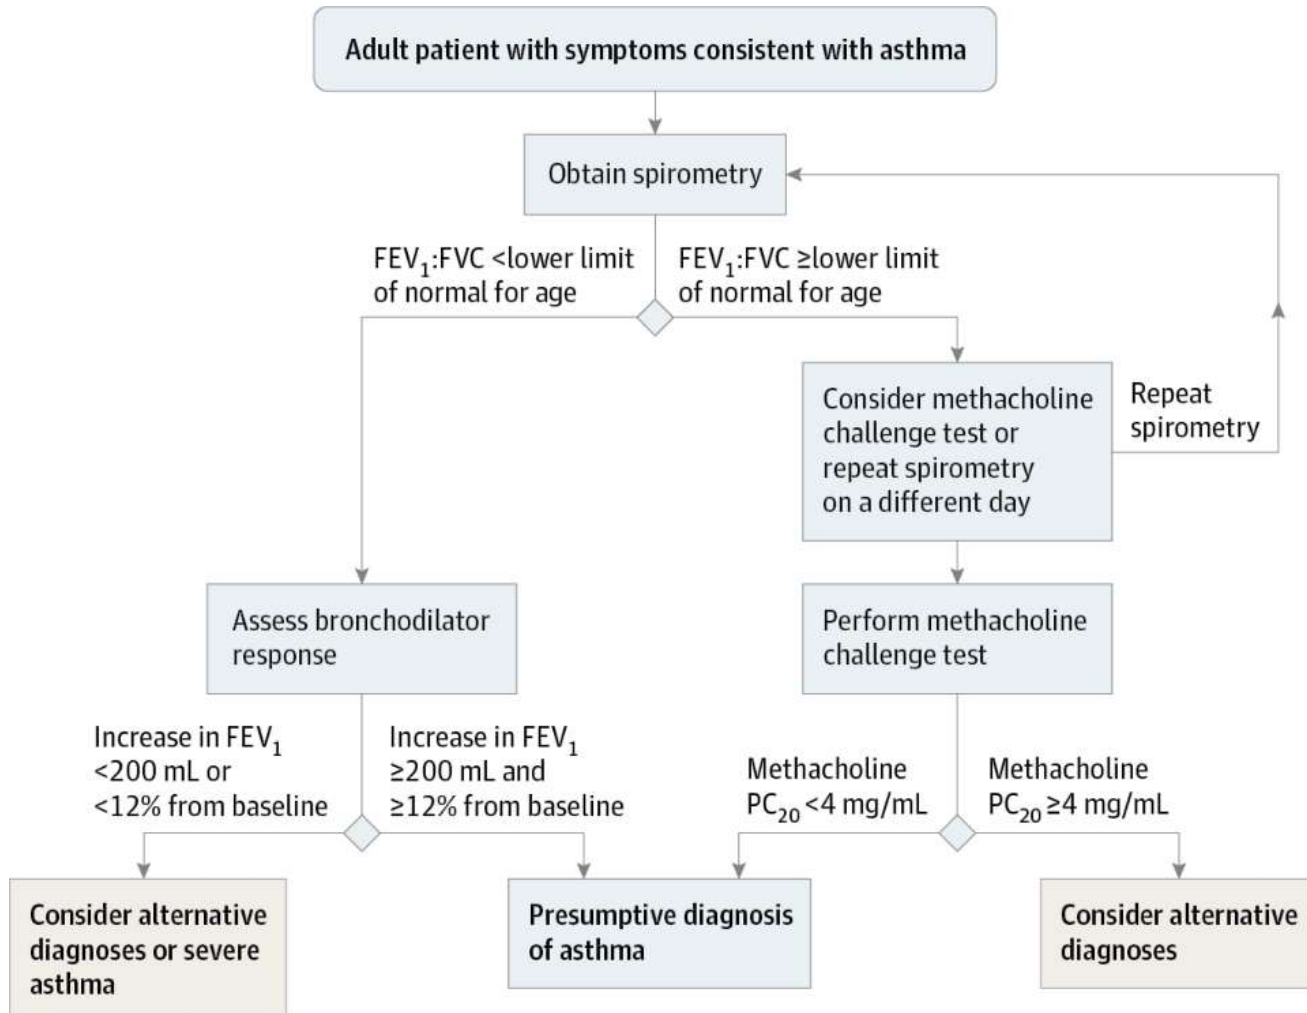 Adult patient with symptoms consistent with asthma
Obtain spirometry
FEV₁:FVC <lower limit
of normal for age
FEV₁:FVC ≥lower limit
of normal for age
Consider methacholine
challenge test or
repeat spirometry
on a different day
Repeat
spirometry
Assess bronchodilator
response
Perform methacholine
challenge test
Increase in FEV₁
<200 mL or
<12% from baseline
Increase in FEV₁
≥200 mL and
≥12% from baseline
Methacholine
PC₂₀ <4 mg/mL
Methacholine
PC₂₀ ≥4 mg/mL
Consider alternative
diagnoses or severe
asthma
Presumptive diagnosis
of asthma
Consider alternative
diagnoses